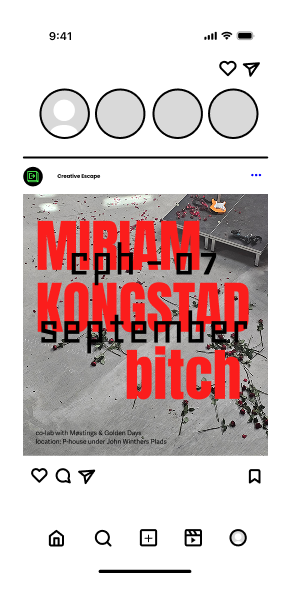 9:41
Creative Escape
MIRIAM
cph - 07
KONGSTAD
september
bitch
co-lab with Møstings & Golden Days
location: P-house under John Winthers Plads